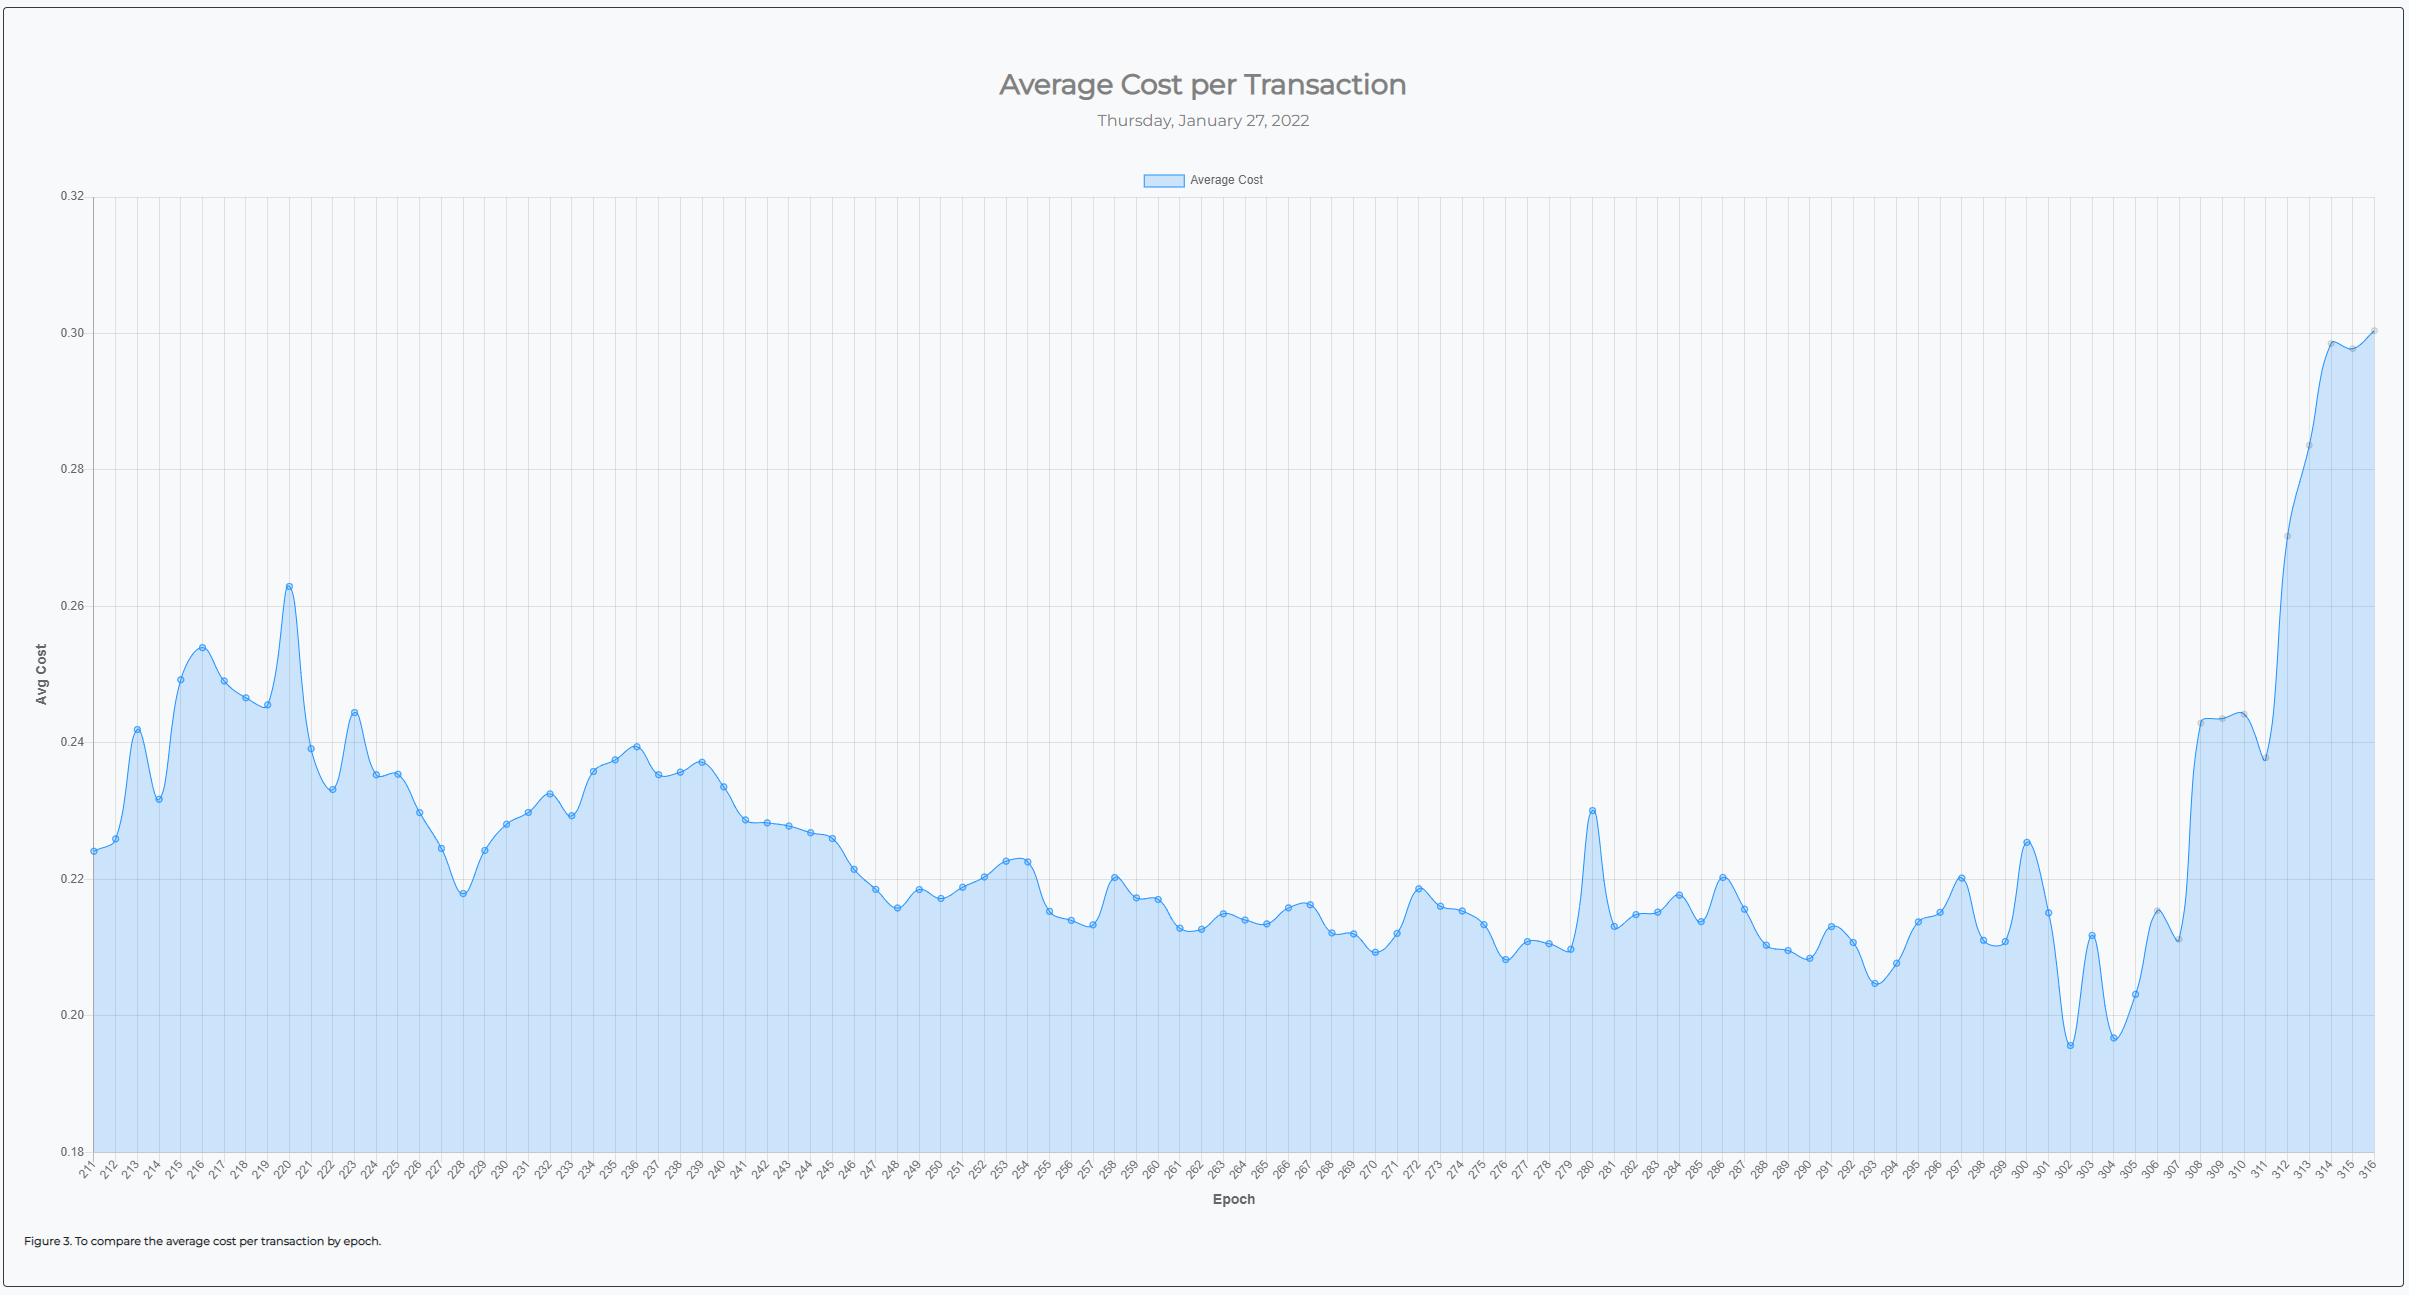 Average Cost per Transaction
Thursday, January 27, 2022
Average Cost
0.32
0.30
0.28
0.26
0.24
0.22
0.20
0.18
Avg Cost
211 212 213 214 215 216 217 218 219 220 221 222 223 224 225 226 227 228 229 230 231 232 233 234 235 236 237 238 239 240 241 242 243 244 245 246 247 248 249 250 251 252 253 254 255 256 257 258 259 260 261 262 263 264 265 266 267 268 269 270 271 272 273 274 275 276 277 278 279 280 281 282 283 284 285 286 287 288 289 290 291 292 293 294 295 296 297 298 299 300 301 302 303 304 305 306 307 308 309 310 311 312 313 314 315 316
Epoch
Figure 3. To compare the average cost per transaction by epoch.